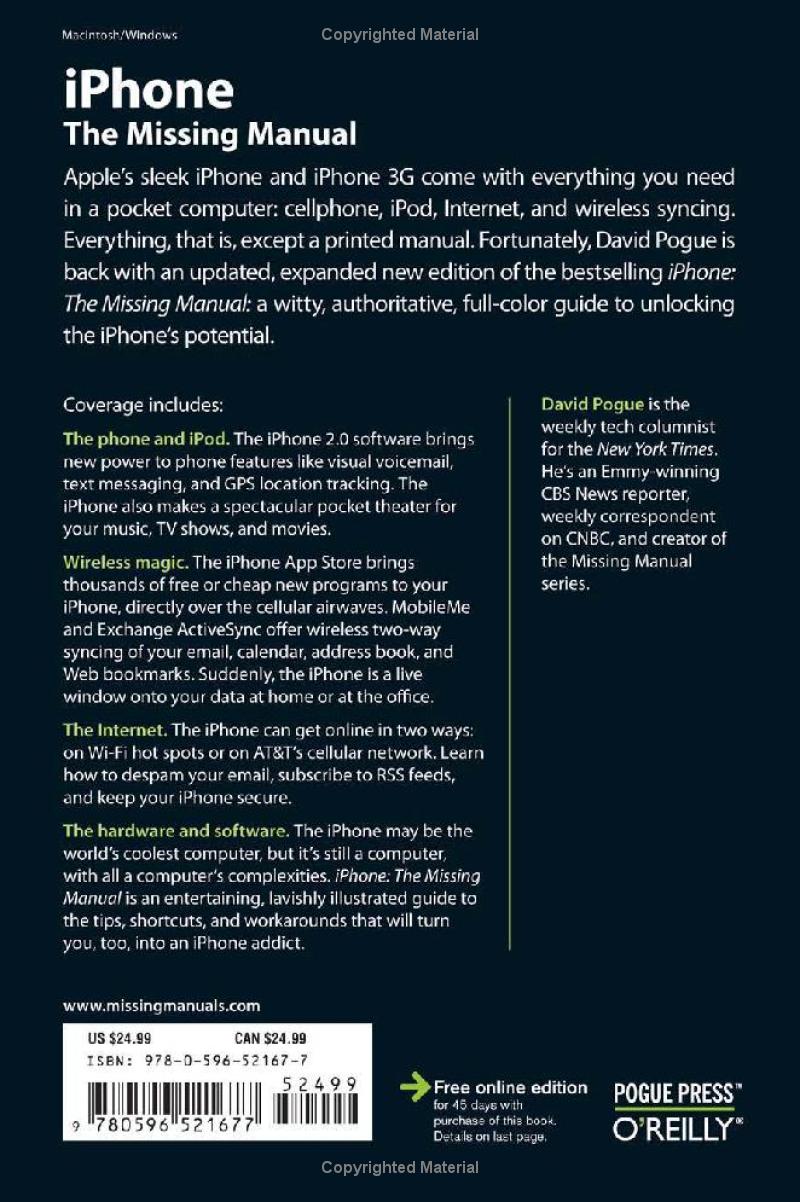 Macintosh/Windows
Copyrighted Material
iPhone
The Missing Manual
Apple’s sleek iPhone and iPhone 3G come with everything you need
in a pocket computer: cellphone, iPod, Internet, and wireless syncing.
Everything, that is, except a printed manual. Fortunately, David Pogue is
back with an updated, expanded new edition of the bestselling iPhone:
The Missing Manual: a witty, authoritative, full-color guide to unlocking
the iPhone’s potential.
Coverage includes:
The phone and iPod. The iPhone 2.0 software brings
new power to phone features like visual voicemail,
text messaging, and GPS location tracking. The
iPhone also makes a spectacular pocket theater for
your music, TV shows, and movies.
Wireless magic. The iPhone App Store brings
thousands of free or cheap new programs to your
iPhone, directly over the cellular airwaves. MobileMe
and Exchange ActiveSync offer wireless two-way
syncing of your email, calendar, address book, and
Web bookmarks. Suddenly, the iPhone is a live
window onto your data at home or at the office.
The Internet. The iPhone can get online in two ways:
on Wi-Fi hot spots or on AT&T’s cellular network. Learn
how to despam your email, subscribe to RSS feeds,
and keep your iPhone secure.
The hardware and software. The iPhone may be the
world’s coolest computer, but it’s still a computer,
with all a computer’s complexities. iPhone: The Missing
Manual is an entertaining, lavishly illustrated guide to
the tips, shortcuts, and workarounds that will turn
you, too, into an iPhone addict.
David Pogue is the
weekly tech columnist
for the New York Times.
He’s an Emmy-winning
CBS News reporter,
weekly correspondent
on CNBC, and creator of
the Missing Manual
series.
www.missingmanuals.com
US $24.99 CAN $24.99
ISBN: 978-0-596-52167-7
52499
9 780596 521677
Free online edition
for 45 days with
purchase of this book.
Details on last page.
POGUE PRESS™
O’REILLY®
Copyrighted Material